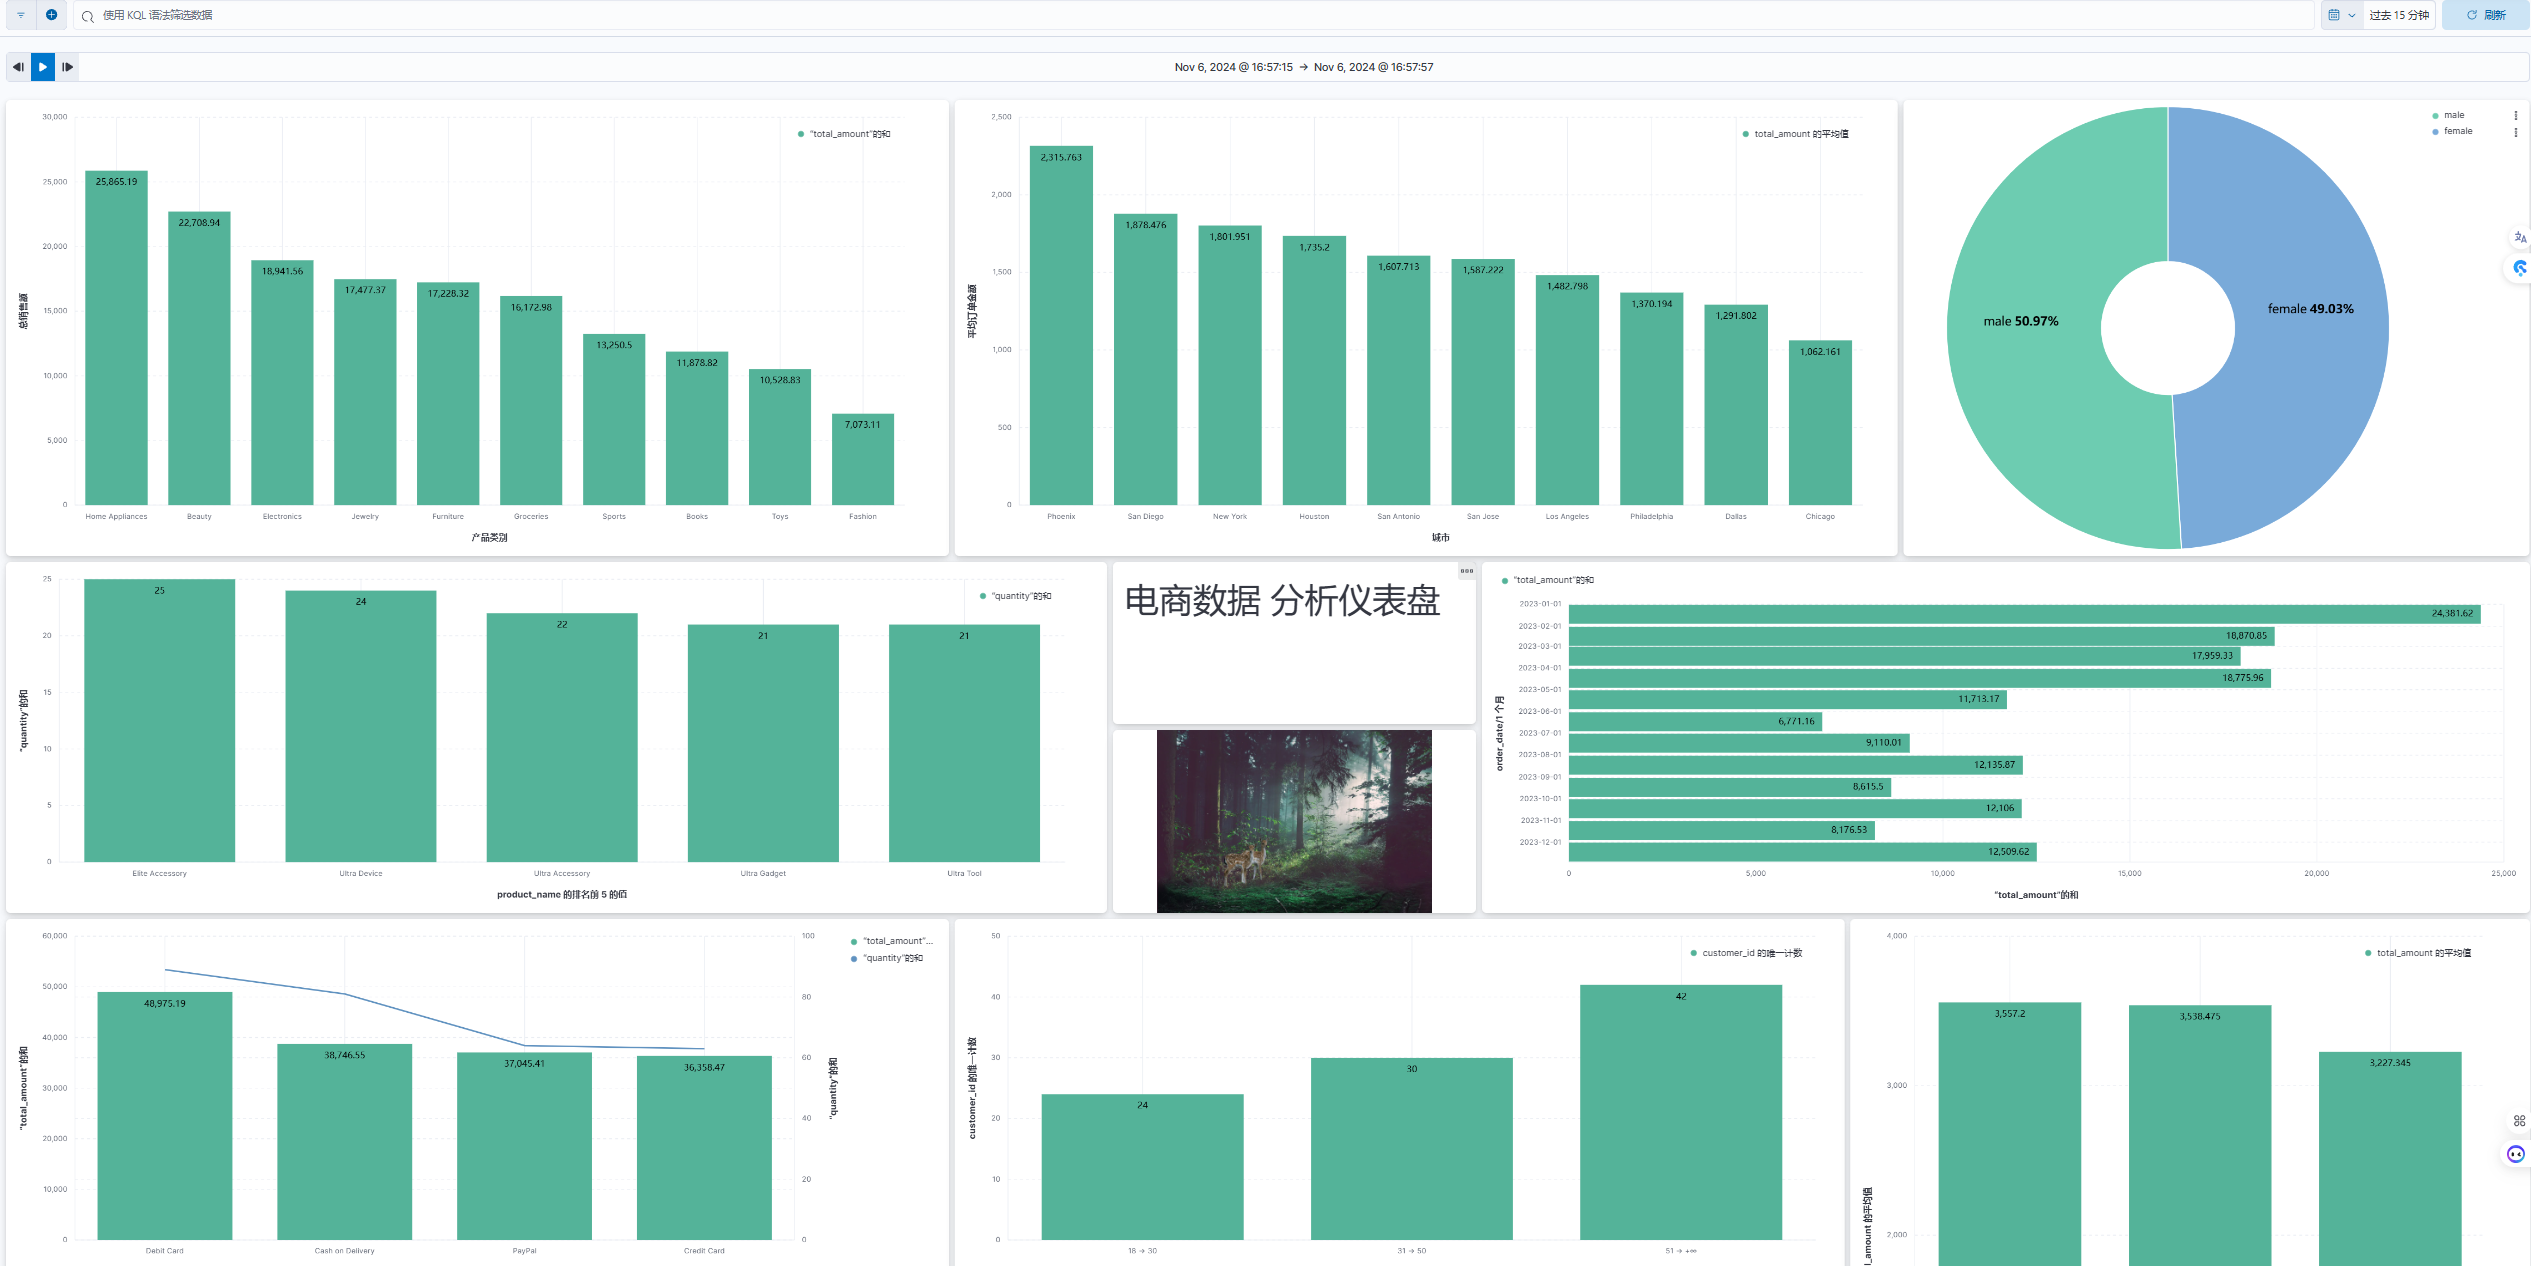 使用 KQL 语法筛选数据
过去 15 分钟
刷新
Nov 6, 2024 @ 16:57:15 → Nov 6, 2024 @ 16:57:57
"total_amount"的和
总销售额
30,000
25,000
20,000
15,000
10,000
5,000
0
25,865.19
22,708.94
18,941.56
17,477.37
17,228.32
16,172.98
13,250.5
11,878.82
10,528.83
7,073.11
Home Appliances
Beauty
Electronics
Jewelry
Furniture
Groceries
Sports
Books
Toys
Fashion
产品类别
total_amount 的平均值
平均订单金额
2,500
2,000
1,500
1,000
500
0
2,315.763
1,878.476
1,801.951
1,735.2
1,607.713
1,587.222
1,482.798
1,370.194
1,291.802
1,062.161
Phoenix
San Diego
New York
Houston
San Antonio
San Jose
Los Angeles
Philadelphia
Dallas
Chicago
城市
male
female
male 50.97%
female 49.03%
"quantity"的和
"quantity"的和
25
20
15
10
5
0
25
24
22
21
21
Elite Accessory
Ultra Device
Ultra Accessory
Ultra Gadget
Ultra Tool
product_name 的排名前 5 的值
电商数据 分析仪表盘
"total_amount"的和
order_date/1 个月
2023-01-01
2023-02-01
2023-03-01
2023-04-01
2023-05-01
2023-06-01
2023-07-01
2023-08-01
2023-09-01
2023-10-01
2023-11-01
2023-12-01
24,381.62
18,870.85
17,959.33
18,775.96
11,713.17
6,771.16
9,110.01
12,135.87
8,615.5
12,106
8,176.53
12,509.62
0
5,000
10,000
15,000
20,000
25,000
"total_amount"的和
"total_amount"...
"quantity"的和
"total_amount"的和
60,000
50,000
40,000
30,000
20,000
10,000
0
48,975.19
38,746.55
37,045.41
36,358.47
100
80
60
40
20
0
"quantity"的和
Debit Card
Cash on Delivery
PayPal
Credit Card
customer_id 的唯一计数
customer_id 的唯一计数
50
40
30
20
10
0
24
30
42
18 → 30
31 → 50
51 → +∞
total_amount 的平均值
l_amount 的平均值
4,000
3,000
2,000
3,557.2
3,538.475
3,227.345